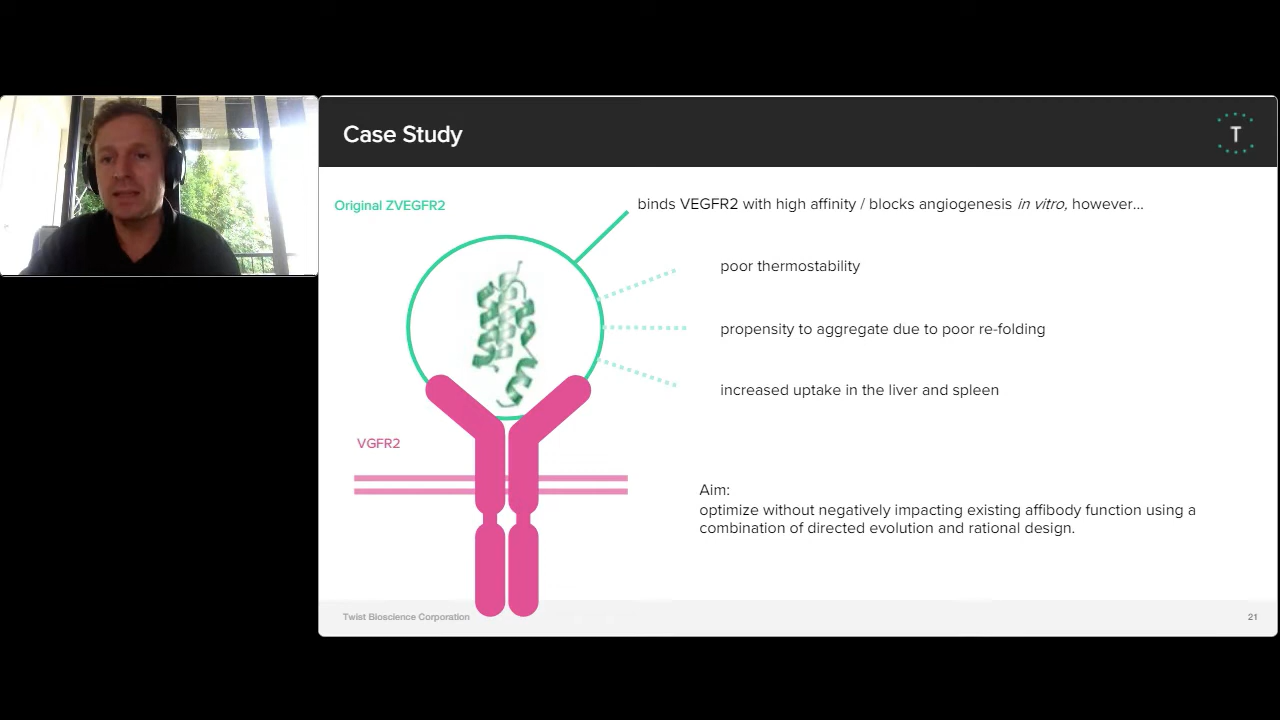 Case Study
T
Original ZVEGFR2
binds VEGFR2 with high affinity / blocks angiogenesis in vitro, however...
poor thermostability
propensity to aggregate due to poor re-folding
increased uptake in the liver and spleen
VGFR2
Aim:
optimize without negatively impacting existing affibody function using a
combination of directed evolution and rational design.
Twist Bioscience Corporation
21